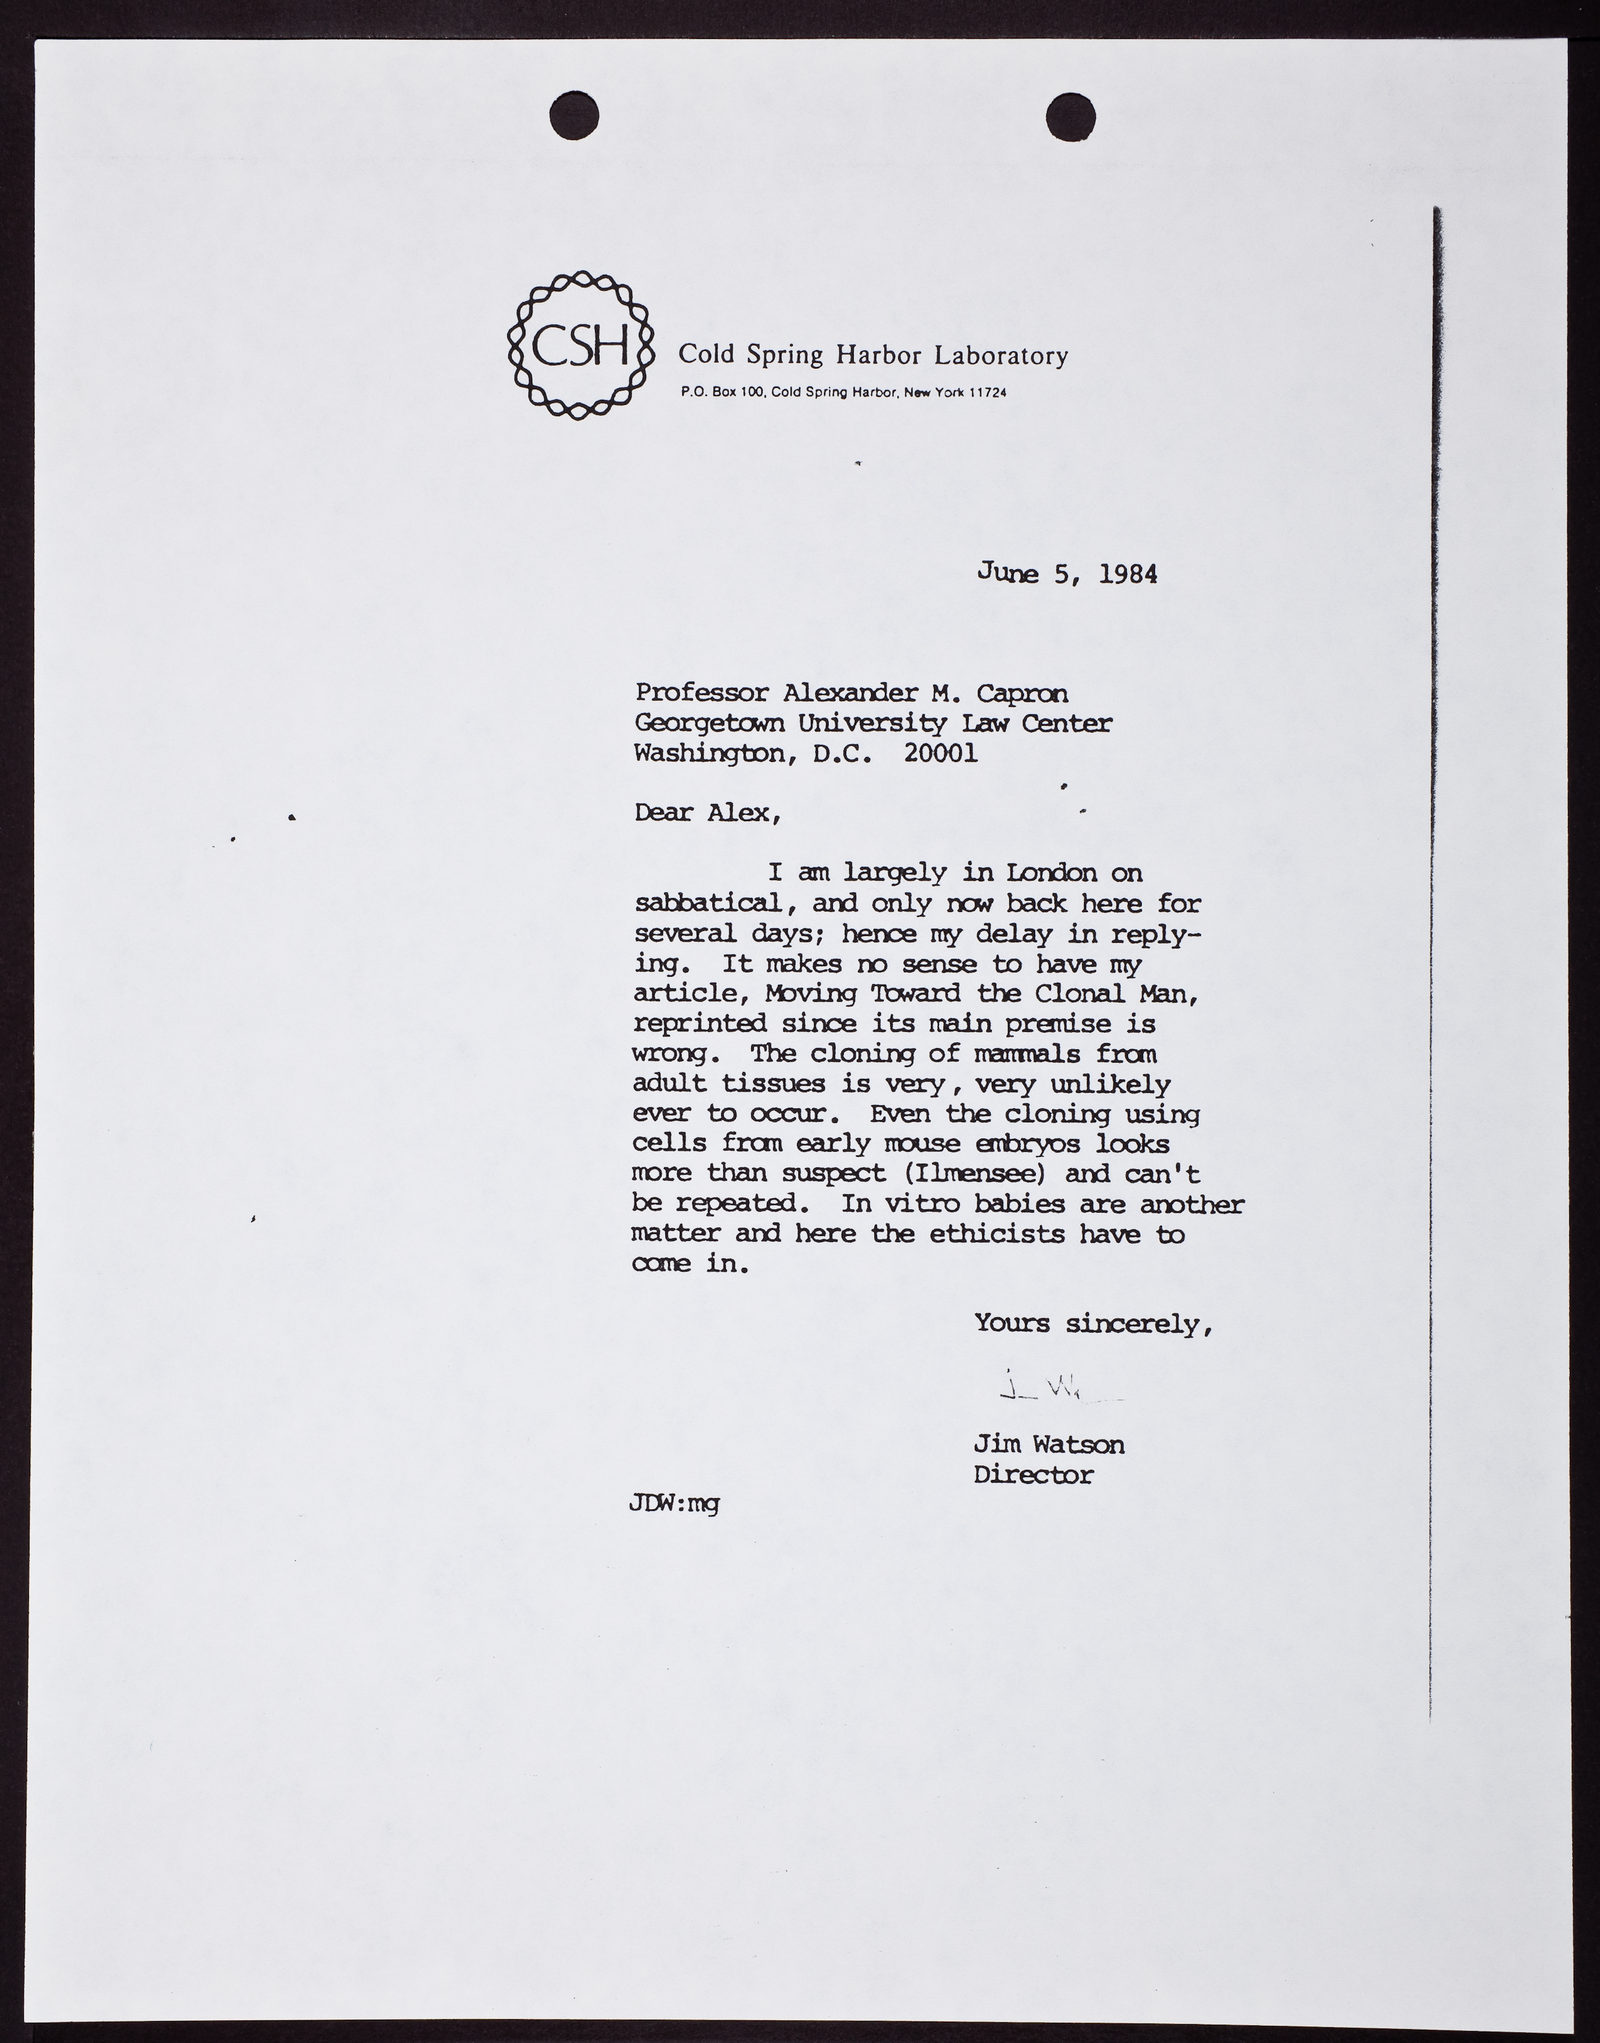 CSH
Cold Spring Harbor Laboratory
P.O. Box 100, Cold Spring Harbor, New York 11724
June 5, 1984
Professor Alexander M. Capron
Georgetown University Law Center
Washington, D.C.  20001
Dear Alex,
I am largely in London on
sabbatical, and only now back here for
several days; hence my delay in reply-
ing.  It makes no sense to have my
article, Moving Toward the Clonal Man,
reprinted since its main premise is
wrong.  The cloning of mammals from
adult tissues is very, very unlikely
ever to occur.  Even the cloning using
cells from early mouse embryos looks
more than suspect (Ilmensee) and can't
be repeated.  In vitro babies are another
matter and here the ethicists have to
come in.
Yours sincerely,
J W
Jim Watson
Director
JDW:mg